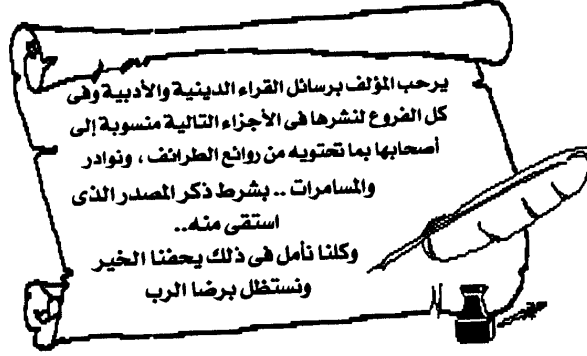 يرحب المؤلف برسائل القراء الدينية والأدبية وفى
كل الفروع لنشرها فى الأجزاء التالية منسوبة إلى
أصحابها بما تحتويه من روائع الطرائف ، ونوادر
والمسامرات .. بشرط ذكر المصدر الذى
استقى منه..
وكلنا نأمل فى ذلك يحفنا الخير
ونستظل برضا الرب